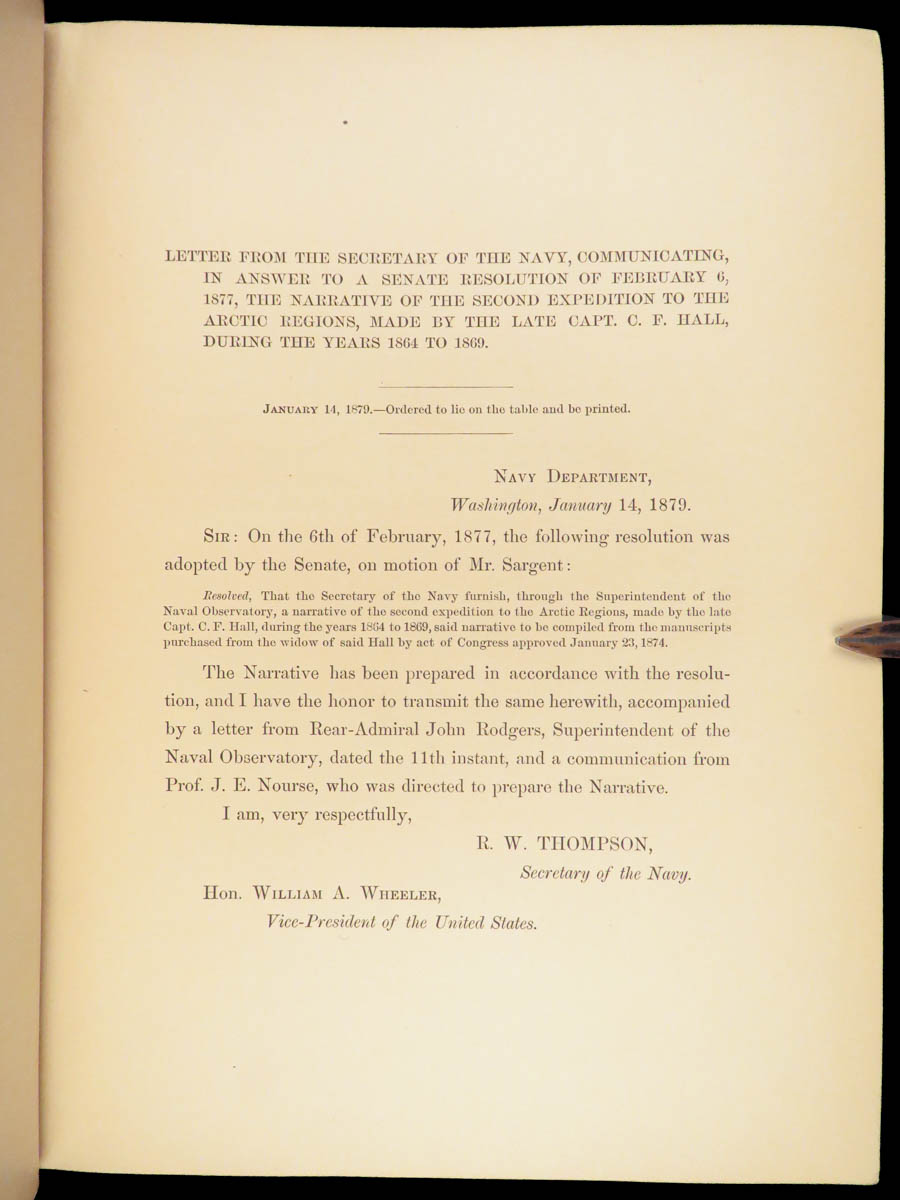 LETTER FROM THE SECRETARY OF THE NAVY, COMMUNICATING,
IN ANSWER TO A SENATE RESOLUTION OF FEBRUARY 6,
1877, THE NARRATIVE OF THE SECOND EXPEDITION TO THE
ARCTIC REGIONS, MADE BY THE LATE CAPT. C. F. HALL,
DURING THE YEARS 1864 TO 1869.
JANUARY 14, 1879.—Ordered to lie on the table and be printed.
NAVY DEPARTMENT,
Washington, January 14, 1879.
SIR: On the 6th of February, 1877, the following resolution was
adopted by the Senate, on motion of Mr. Sargent:
Resolved, That the Secretary of the Navy furnish, through the Superintendent of the
Naval Observatory, a narrative of the second expedition to the Arctic Regions, made by the late
Capt. C. F. Hall, during the years 1864 to 1869, said narrative to be compiled from the manuscripts
purchased from the widow of said Hall by act of Congress approved January 23, 1874.
The Narrative has been prepared in accordance with the resolu-
tion, and I have the honor to transmit the same herewith, accompanied
by a letter from Rear-Admiral John Rodgers, Superintendent of the
Naval Observatory, dated the 11th instant, and a communication from
Prof. J. E. Nourse, who was directed to prepare the Narrative.
I am, very respectfully,
R. W. THOMPSON,
Secretary of the Navy.
Hon. WILLIAM A. WHEELER,
Vice-President of the United States.